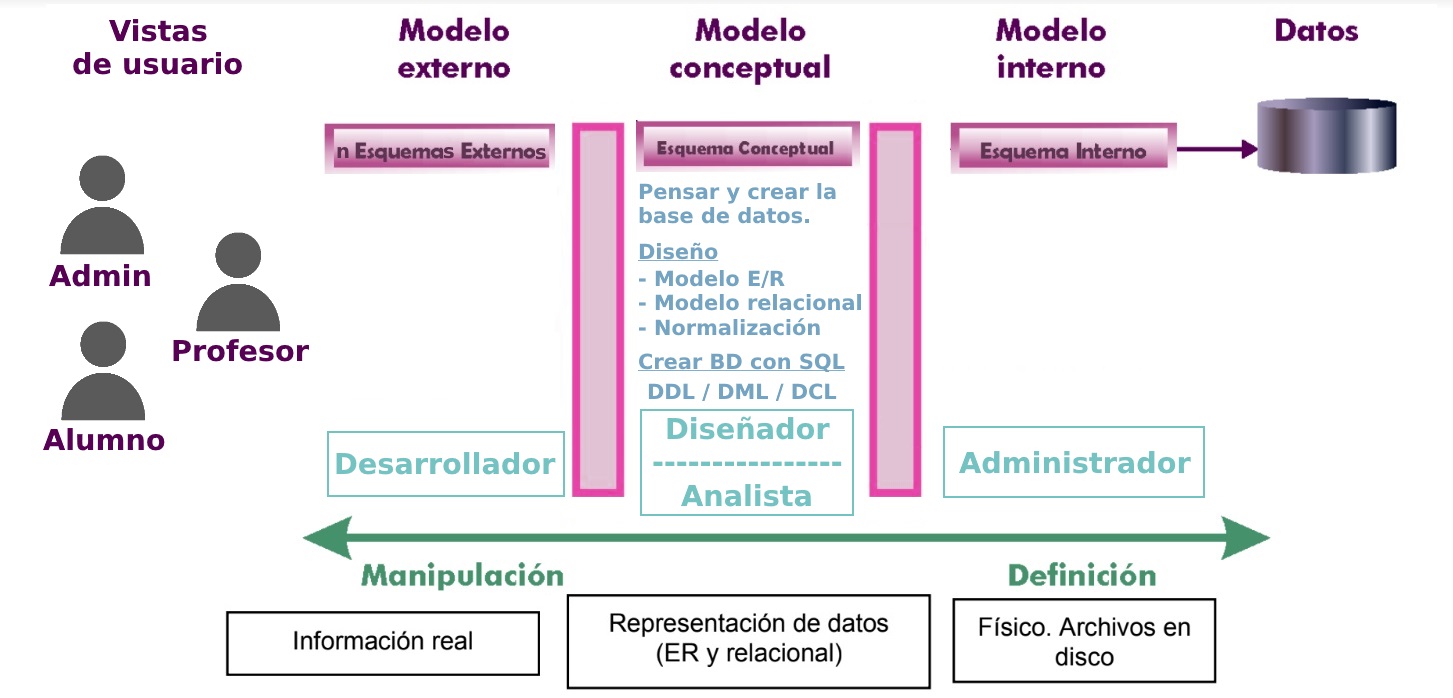 Vistas
de usuario
Modelo
externo
Modelo
conceptual
Modelo
interno
Datos
n Esquemas Externos
Esquema Conceptual
Esquema Interno
Pensar y crear la
base de datos.
Diseño
- Modelo E/R
- Modelo relacional
- Normalización
Crear BD con SQL
DDL / DML / DCL
Admin
Profesor
Alumno
Desarrollador
Diseñador
----------------
Analista
Administrador
Manipulación
Definición
Información real
Representación de datos
(ER y relacional)
Físico. Archivos en
disco